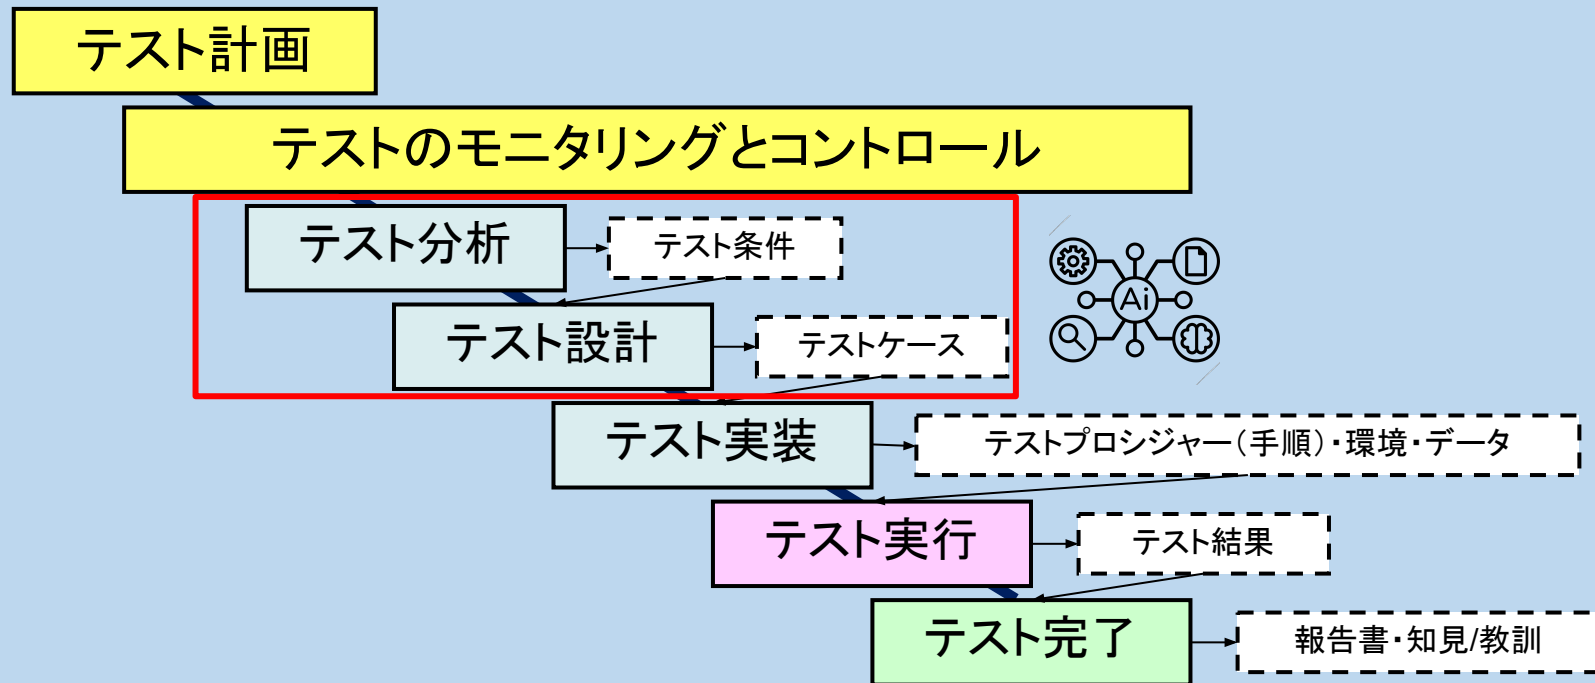 テスト計画
テストのモニタリングとコントロール
テスト分析
テスト条件
テスト設計
テストケース
Ai
テスト実装
テストプロシジャー(手順)・環境・データ
テスト実行
テスト結果
テスト完了
報告書・知見/教訓